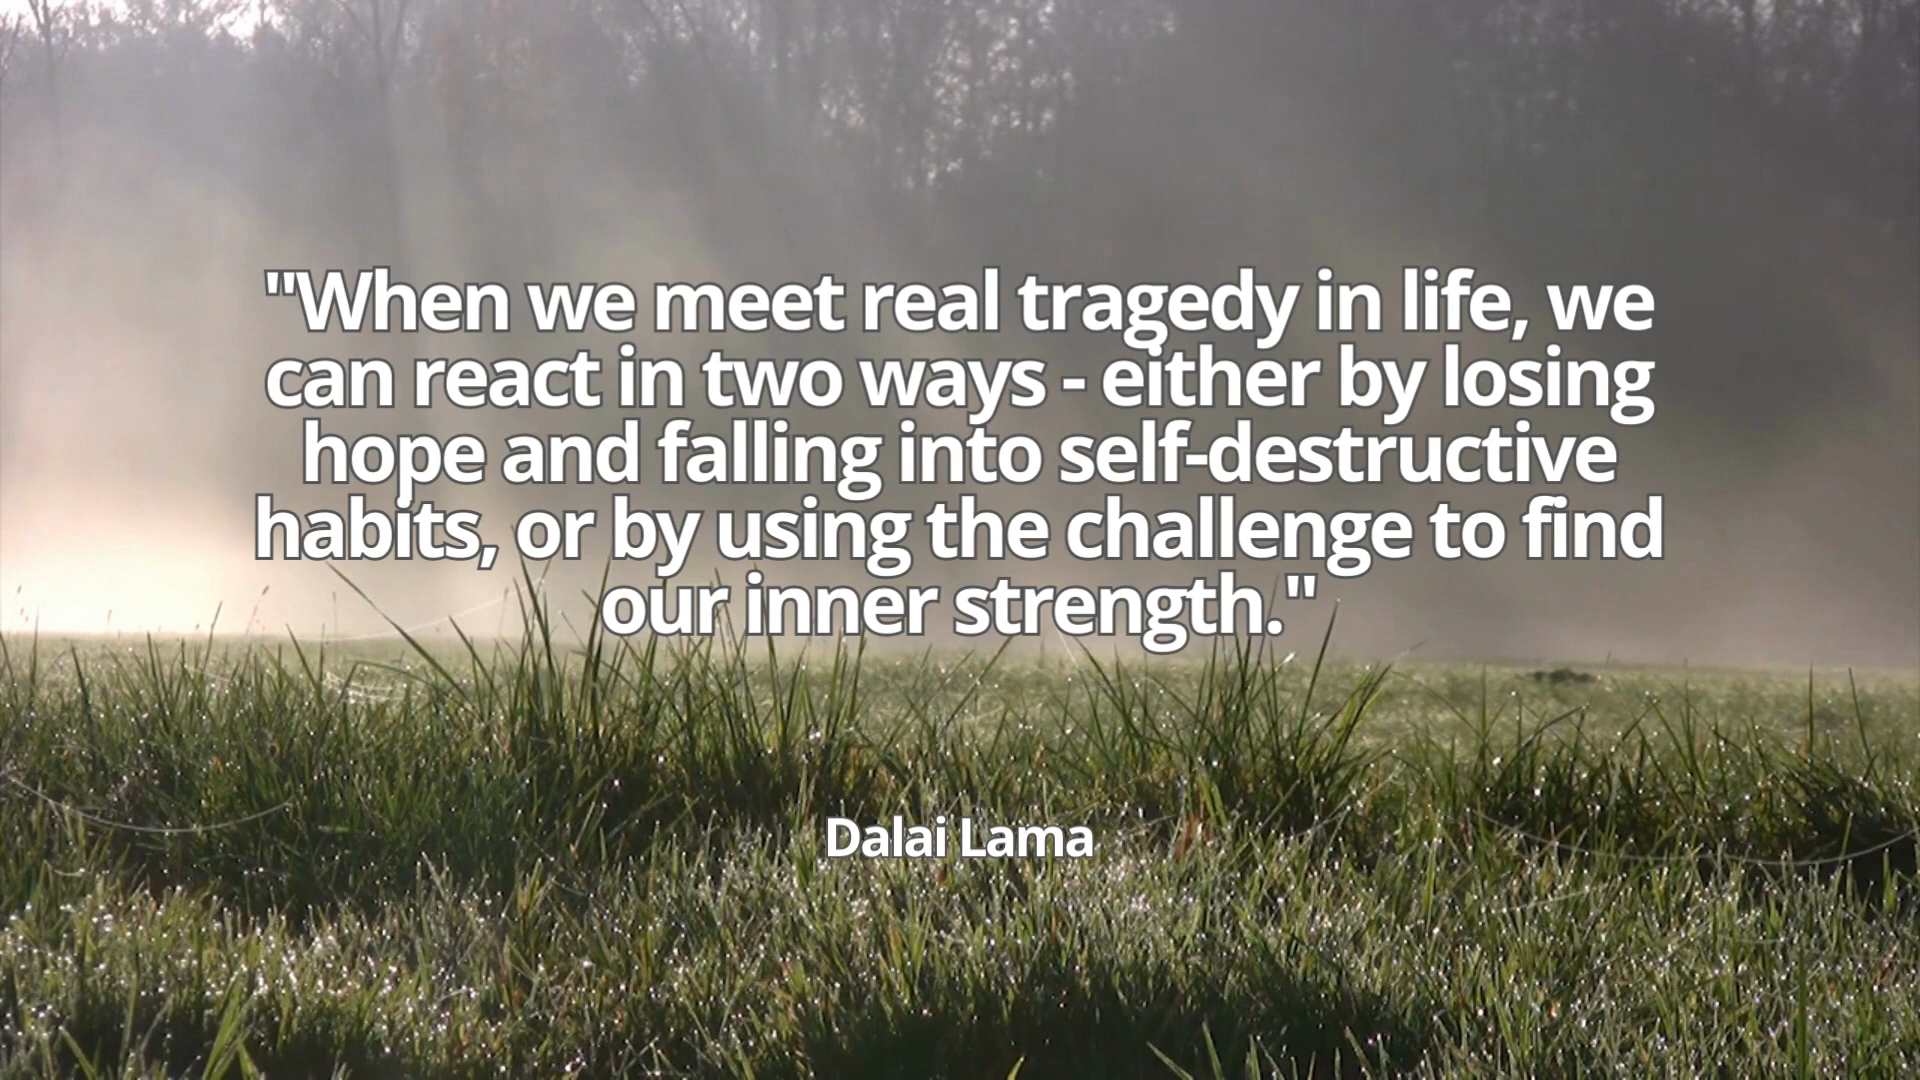 "When we meet real tragedy in life, we
can react in two ways - either by losing
hope and falling into self-destructive
habits, or by using the challenge to find
our inner strength."
Dalai Lama